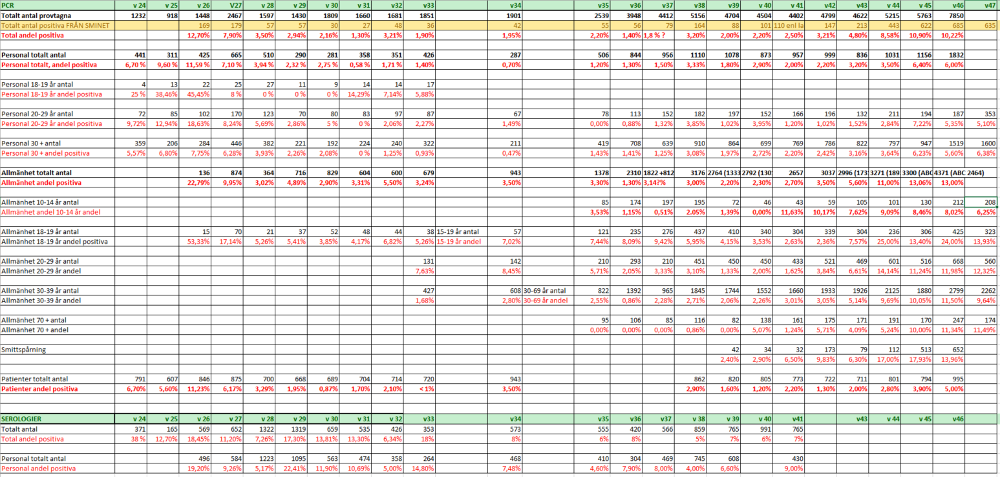 PCR v 24 v 25 v 26 V27 v 28 v 29 v 30 v 31 v32 v33 v34 v35 v36 v37 v38 v39 v 40 v 41 v42 v43 v44 v45 v46 v47
Totalt antal provtagna 1232 918 1448 2467 1597 1430 1809 1660 1681 1851 1901 2539 3948 4412 5156 4704 4504 4402 4799 4622 5215 5763 7850
Totalt antal positiva FRÅN SMINET 169 179 57 57 30 27 48 36 42 55 56 79 164 88 101 110 enl la 147 213 443 622 685 635
Total andel positiva 12,70% 7,90% 3,50% 2,94% 2,16% 1,30% 3,21% 1,90% 1,95% 2,20% 1,40% 1,8 % ? 3,20% 2,00% 2,20% 2,50% 3,21% 4,80% 8,58% 10,90% 10,22%
Personal totalt antal 441 311 425 665 510 290 281 358 351 426 287 506 844 956 1110 1078 873 957 999 836 1031 1156 1832
Personal totalt, andel positiva 6,70 % 9,60 % 11,59 % 7,10 % 3,94 % 2,32 % 2,75 % 0,58 % 1,71 % 1,40% 0,70% 1,20% 1,30% 1,50% 3,33% 1,80% 2,90% 2,00% 2,20% 3,20% 3,50% 6,40% 6,00%
Personal 18-19 år antal 4 13 22 25 27 11 9 14 14 17
Personal 18-19 år andel positiva 25 % 38,46% 45,45% 8 % 0 % 0 % 0 % 14,29% 7,14% 5,88%
Personal 20-29 år antal 72 85 102 170 123 70 80 83 97 87 67 78 113 152 182 197 152 166 196 132 211 194 187 353
Personal 20-29 år andel positiva 9,72% 12,94% 18,63% 8,24% 5,69% 2,86% 5 % 0 % 2,06% 2,27% 1,49% 0,00% 0,88% 1,32% 3,85% 1,02% 3,95% 1,20% 1,02% 1,52% 2,84% 7,22% 5,35% 5,10%
Personal 30 + antal 359 206 284 446 382 221 192 224 240 322 211 419 708 639 910 864 699 769 786 822 797 947 1519 1600
Personal 30 + andel positiva 5,57% 6,80% 7,75% 6,28% 3,93% 2,26% 2,08% 0 % 1,25% 0,93% 0,47% 1,43% 1,41% 1,25% 3,08% 1,97% 2,72% 2,20% 2,42% 3,16% 3,64% 6,23% 5,60% 6,38%
Allmänhet totalt antal 136 874 364 716 829 604 600 679 943 1378 2310 1822 +812 3176 2764 (1333 2792 (130 2657 3037 2996 (173 3271 (189 3300 (ABC 4371 (ABC 2464)
Allmänhet andel positiva 22,79% 9,95% 3,02% 4,89% 2,90% 3,31% 5,50% 3,24% 3,50% 3,30% 1,30% 3,14?% 3,00% 2,20% 2,30% 2,70% 3,50% 5,60% 11,00% 13,06% 13,00%
Allmänhet 10-14 år antal 85 174 197 195 72 46 43 59 105 101 130 212 208
Allmänhet andel 10-14 år andel 3,53% 1,15% 0,51% 2.05% 1,39% 0,00% 11,63% 10,17% 7,62% 9,09% 8,46% 8,02% 6,25%
Allmänhet 18-19 år antal 15 70 21 37 52 48 44 38 15-19 år antal 57 121 235 276 437 410 340 304 339 304 236 306 425 323
Allmänhet 18-19 år andel positiva 53,33% 17,14% 5,26% 5,41% 3,85% 4,17% 6,82% 5,26% 15-19 år andel 7,02% 7,44% 8,09% 9,42% 5,95% 4,15% 3,53% 2,63% 2,36% 7,57% 25,00% 13,40% 24,00% 13,93%
Allmänhet 20-29 år antal 131 142 210 293 210 451 450 450 433 521 469 601 516 668 560
Allmänhet 20-29 år andel 7,63% 8,45% 5,71% 2,05% 3,33% 3,10% 1,33% 2,00% 1,62% 3,84% 6,61% 14,14% 11,24% 11,98% 12,32%
Allmänhet 30-39 år antal 427 608 30-69 år antal 822 1392 965 1845 1744 1552 1660 1933 1926 2125 1880 2799 2262
Allmänhet 30-39 år andel 1,68% 2,80% 30-69 år andel 2,55% 0,86% 2,28% 2,71% 2,06% 2,26% 3,01% 3,05% 5,14% 9,69% 10,05% 11,50% 9,64%
Allmänhet 70 + antal 95 106 85 116 82 138 161 175 171 191 170 247 174
Allmänhet 70 + andel 0,00% 0,00% 0,00% 0,86% 0,00% 5,07% 1,24% 5,71% 4,09% 5,24% 10,00% 11,34% 11,49%
Smittspårning 42 34 32 173 79 112 513 652
2,40% 2,90% 6,50% 9,83% 6,30% 17,00% 17,93% 13,96%
Patienter totalt antal 791 607 846 875 700 668 689 704 714 720 943 862 820 805 773 722 711 801 794 995
Patienter andel positiva 6,70% 5,60% 11,23% 6,17% 3,29% 1,95% 0,87% 1,70% 2,10% < 1% 3,50% 2,90% 1,60% 1,20% 2,20% 1,30% 2,00% 2,80% 3,90% 5,00%
SEROLOGIER v 24 v 25 v 26 v 27 v 28 v 29 v 30 v 31 v 32 v33 v34 v35 v36 v37 v 38 v 39 v 40 v41 v43 v 44 v 45 v46
Totalt antal 371 165 569 652 1322 1319 659 535 426 353 573 555 420 566 859 765 991 765
Total andel positiva 38 % 12,70% 18,45% 11,20% 7,26% 17,30% 13,81% 13,30% 6,34% 18% 8% 6% 8% 5% 7% 6% 7%
Personal totalt antal 496 584 1223 1095 563 474 358 264 468 410 304 469 745 608 430
Personal andel positiva 19,20% 9,26% 5,17% 22,41% 11,90% 10,69% 5,00% 14,80% 7,48% 4,60% 7,90% 8,00% 4,00% 6,60% 9,00%